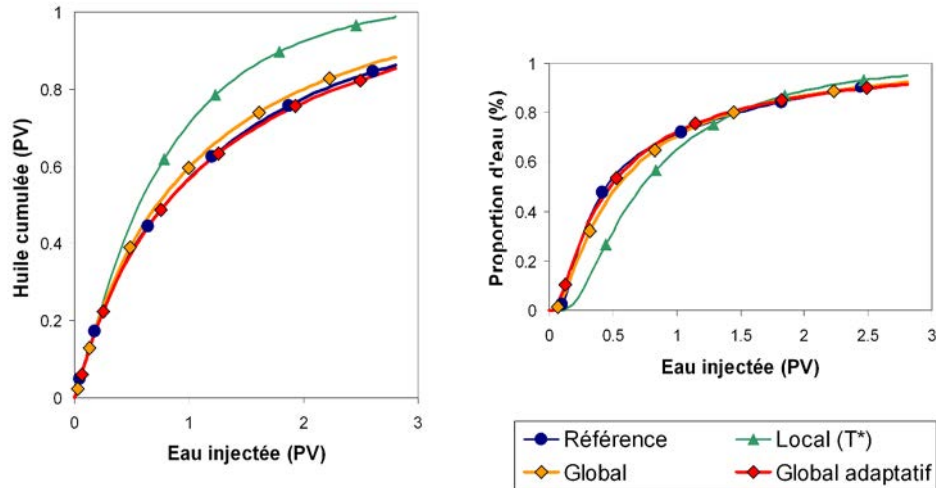 Huile cumulée (PV)
1
0.8
0.6
0.4
0.2
0
0 1 2 3
Eau injectée (PV)
Proportion d'eau (%)
1
0.8
0.6
0.4
0.2
0
0 0.5 1 1.5 2 2.5 3
Eau injectée (PV)
Référence Local (T*)
Global Global adaptatif